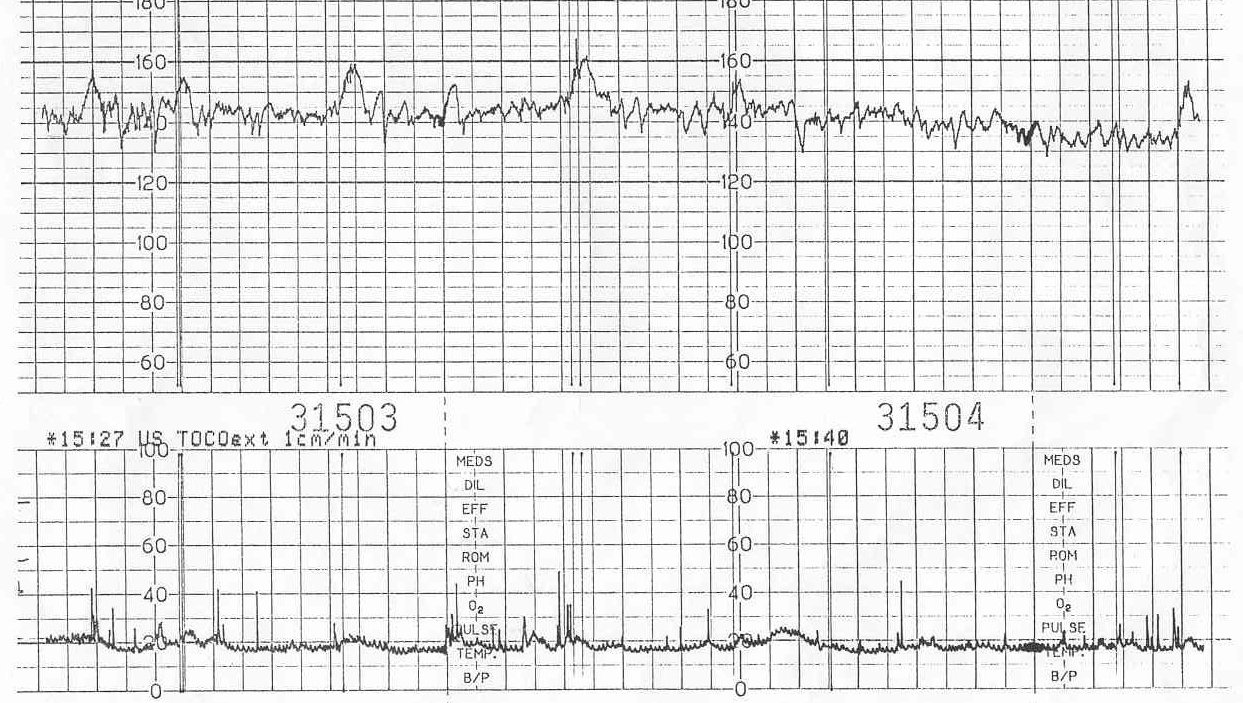 180 180
160 160
140 140
120 120
100 100
80 80
60 60
31503 31504
*15:27 US TOCOext 1cm/min *15:40
100 MEDS 100 MEDS
80 DIL 80 DIL
EFF EFF
60 STA 60 STA
ROM ROM
40 PH 40 PH
O₂ O₂
20 PULSE 20 PULSE
TEMP. TEMP.
0 B/P 0 B/P